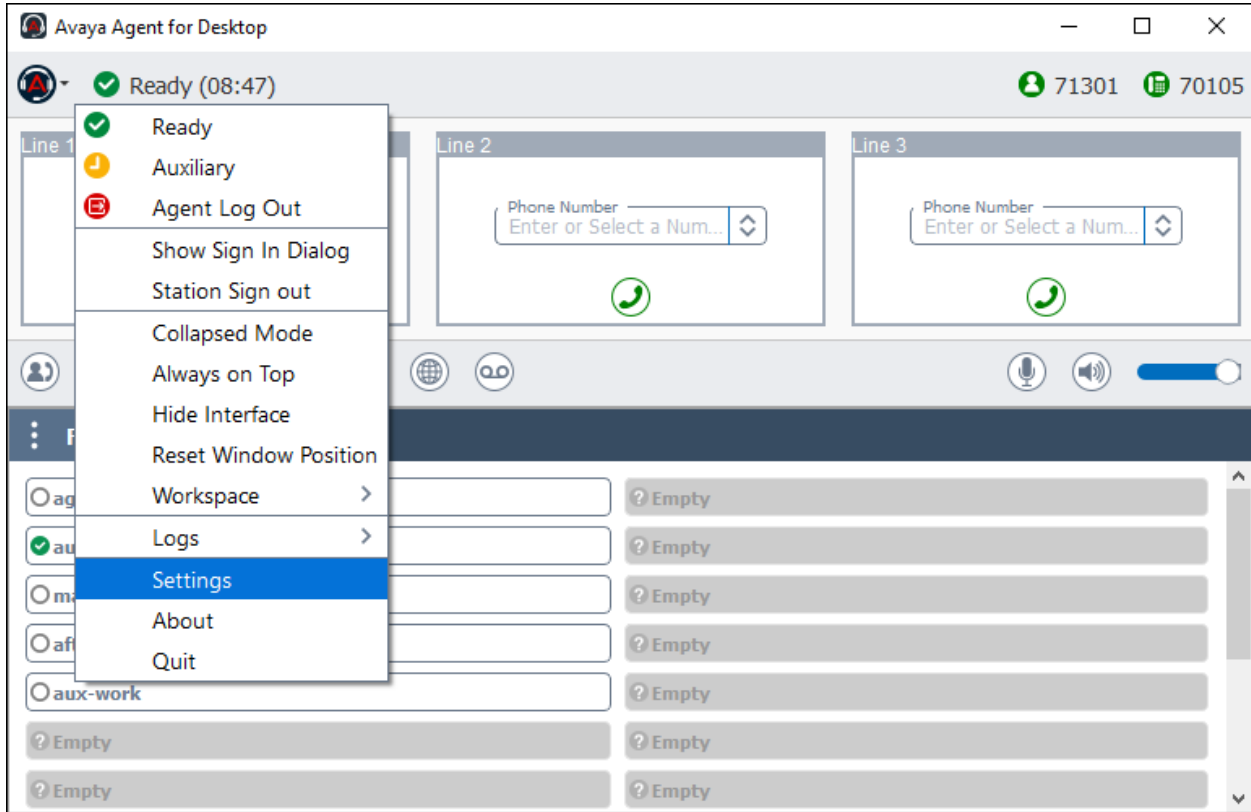 Avaya Agent for Desktop
Ready (08:47)
71301
70105
Ready
Auxiliary
Agent Log Out
Show Sign In Dialog
Station Sign out
Collapsed Mode
Always on Top
Hide Interface
Reset Window Position
Workspace
Logs
Settings
About
Quit
Line 1
Line 2
Phone Number
Enter or Select a Num...
Line 3
Phone Number
Enter or Select a Num...
Empty
Empty
Empty
Empty
aux-work
Empty
Empty
Empty
Empty
Empty